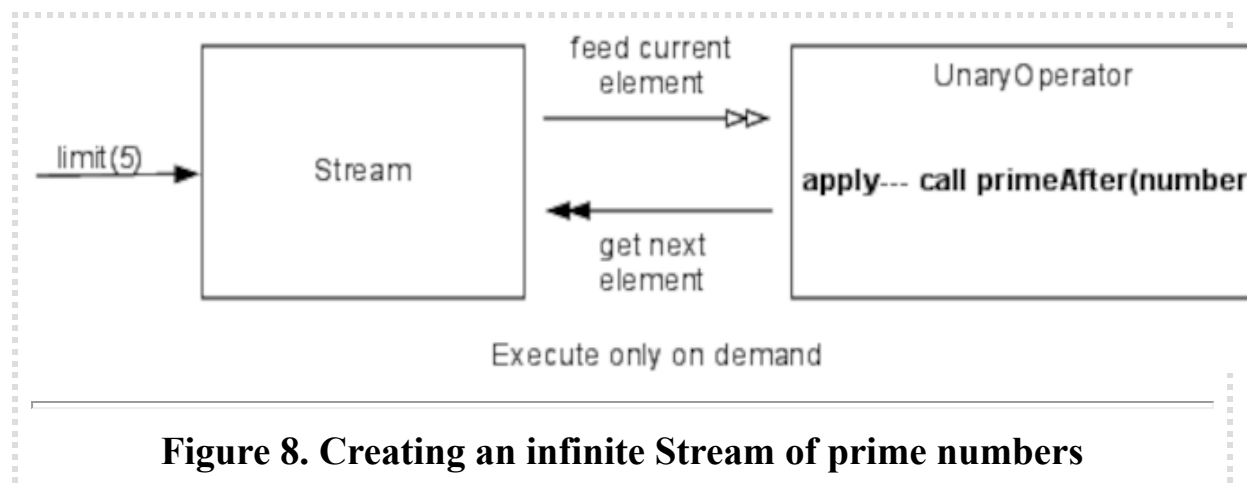 feed current
element
UnaryOperator
limit(5)
Stream
apply--- call primeAfter(number
get next
element
Execute only on demand
Figure 8. Creating an infinite Stream of prime numbers